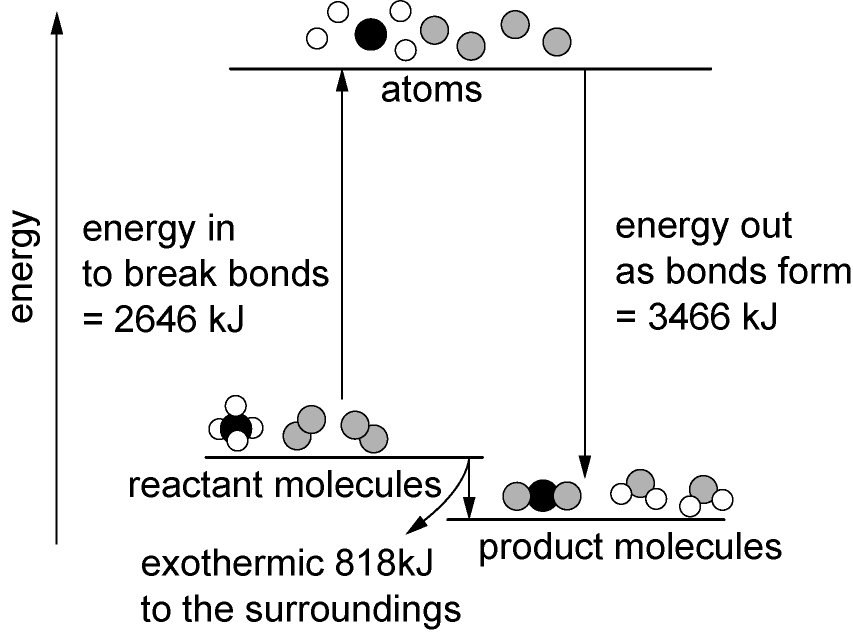 atoms
energy
energy in
to break bonds
= 2646 kJ
energy out
as bonds form
= 3466 kJ
reactant molecules
product molecules
exothermic 818kJ
to the surroundings